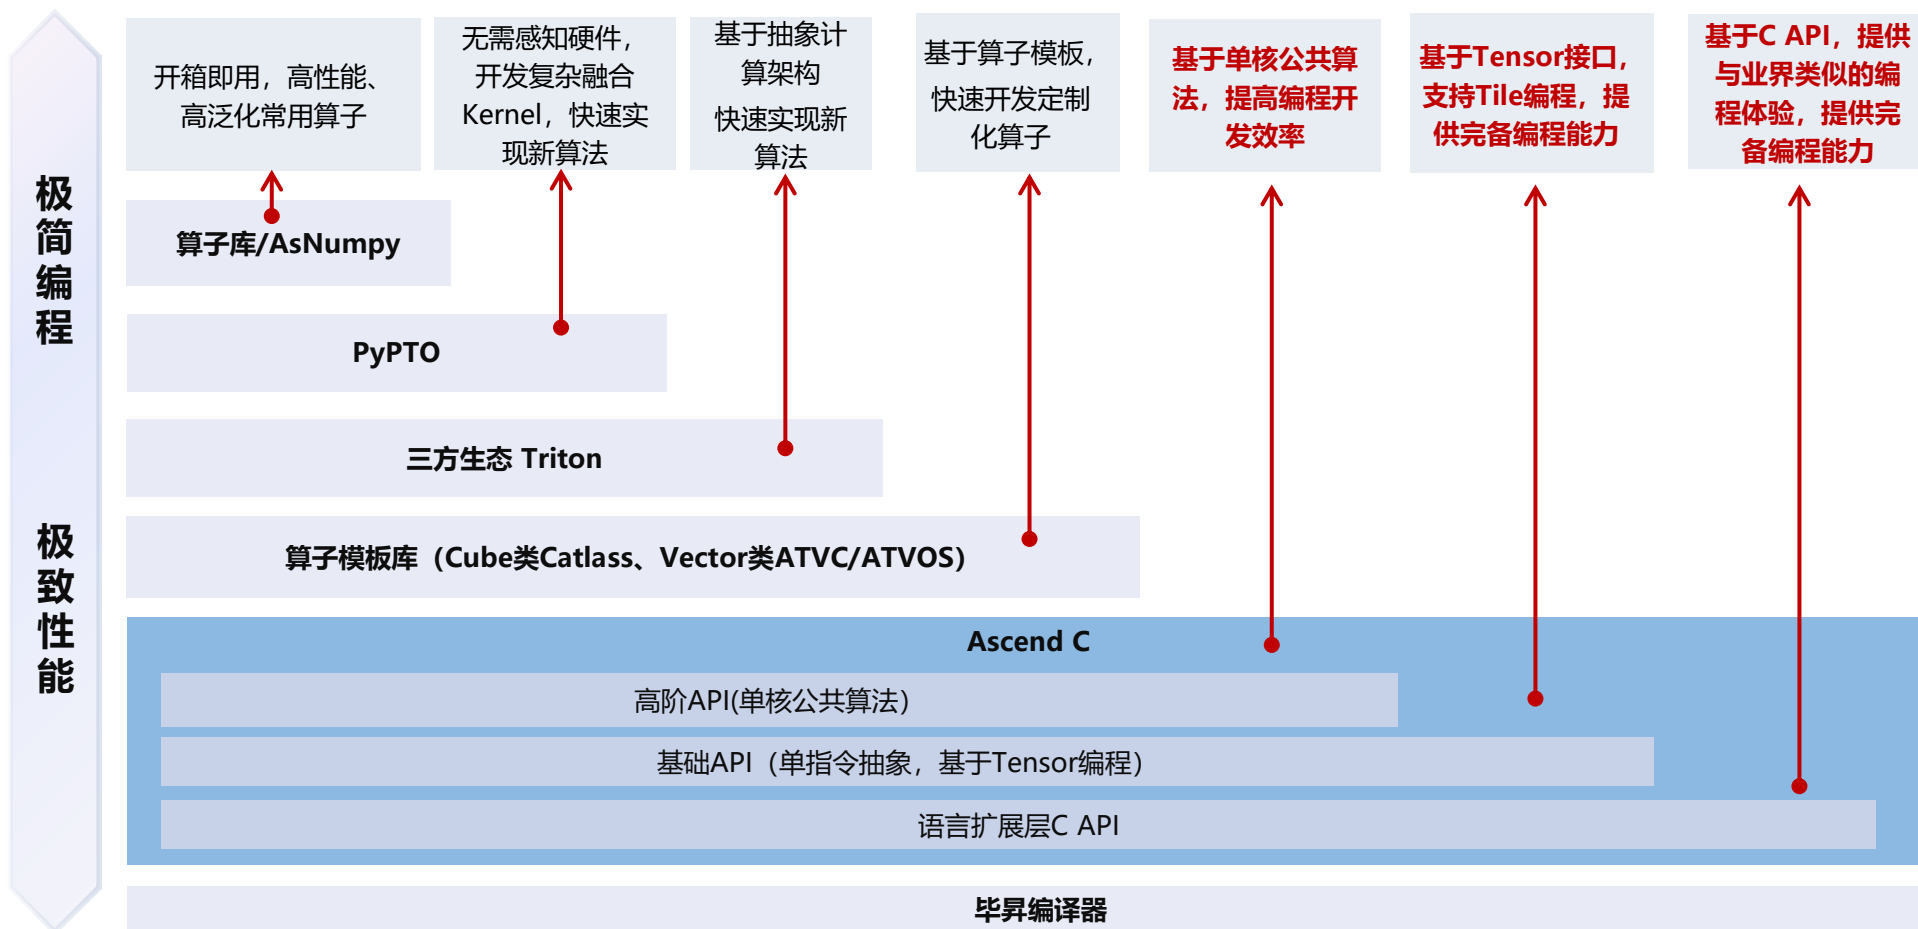 极简编程
极致性能
开箱即用，高性能、
高泛化常用算子
无需感知硬件，
开发复杂融合
Kernel，快速实
现新算法
基于抽象计
算架构
快速实现新
算法
基于算子模板，
快速开发定制
化算子
基于单核公共算
法，提高编程开
发效率
基于Tensor接口，
支持Tile编程，提
供完备编程能力
基于C API，提供
与业界类似的编
程体验，提供完
备编程能力
算子库/AsNumpy
PyPTO
三方生态 Triton
算子模板库（Cube类Catlass、Vector类ATVC/ATVOS）
Ascend C
高阶API(单核公共算法）
基础API（单指令抽象，基于Tensor编程）
语言扩展层C API
毕昇编译器